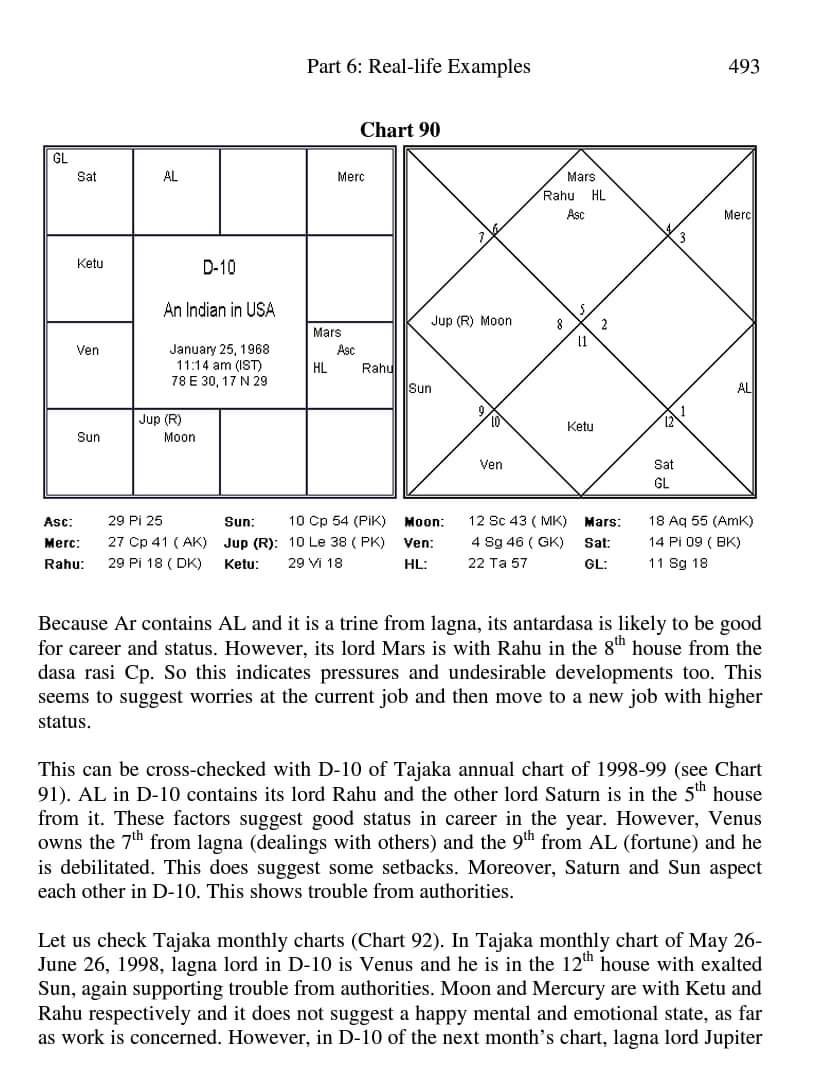 Part 6: Real-life Examples 493
Chart 90
GL
Sat
AL
Merc
Ketu
D-10
An Indian in USA
January 25, 1968
11:14 am (IST)
78 E 30, 17 N 29
Ven
Mars
Asc
HL Rahu
Sun
Jup (R)
Moon
Mars
Rahu HL
Asc
Merc
6
7
4
3
Jup (R) Moon
8
5
2
11
Sun
AL
9
10
Ketu
1
12
Ven
Sat
GL
Asc: 29 Pi 25 Sun: 10 Cp 54 (PiK) Moon: 12 Sc 43 ( MK) Mars: 18 Aq 55 (AmK)
Merc: 27 Cp 41 ( AK) Jup (R): 10 Le 38 ( PK) Ven: 4 Sg 46 ( GK) Sat: 14 Pi 09 ( BK)
Rahu: 29 Pi 18 ( DK) Ketu: 29 Vi 18 HL: 22 Ta 57 GL: 11 Sg 18
Because Ar contains AL and it is a trine from lagna, its antardasa is likely to be good
for career and status. However, its lord Mars is with Rahu in the 8th house from the
dasa rasi Cp. So this indicates pressures and undesirable developments too. This
seems to suggest worries at the current job and then move to a new job with higher
status.
This can be cross-checked with D-10 of Tajaka annual chart of 1998-99 (see Chart
91). AL in D-10 contains its lord Rahu and the other lord Saturn is in the 5th house
from it. These factors suggest good status in career in the year. However, Venus
owns the 7th from lagna (dealings with others) and the 9th from AL (fortune) and he
is debilitated. This does suggest some setbacks. Moreover, Saturn and Sun aspect
each other in D-10. This shows trouble from authorities.
Let us check Tajaka monthly charts (Chart 92). In Tajaka monthly chart of May 26-
June 26, 1998, lagna lord in D-10 is Venus and he is in the 12th house with exalted
Sun, again supporting trouble from authorities. Moon and Mercury are with Ketu and
Rahu respectively and it does not suggest a happy mental and emotional state, as far
as work is concerned. However, in D-10 of the next month's chart, lagna lord Jupiter